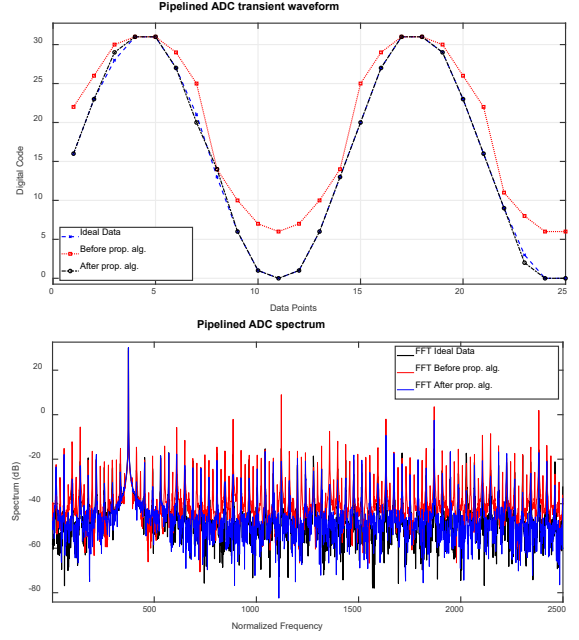 Pipelined ADC transient waveform
30
25
20
15
10
5
0
Digital Code
Ideal Data
Before prop. alg.
After prop. alg.
0 5 10 15 20 25
Data Points
Pipelined ADC spectrum
20
0
-20
-40
-60
-80
Spectrum (dB)
FFT Ideal Data
FFT Before prop. alg.
FFT After prop. alg.
500 1000 1500 2000 2500
Normalized Frequency